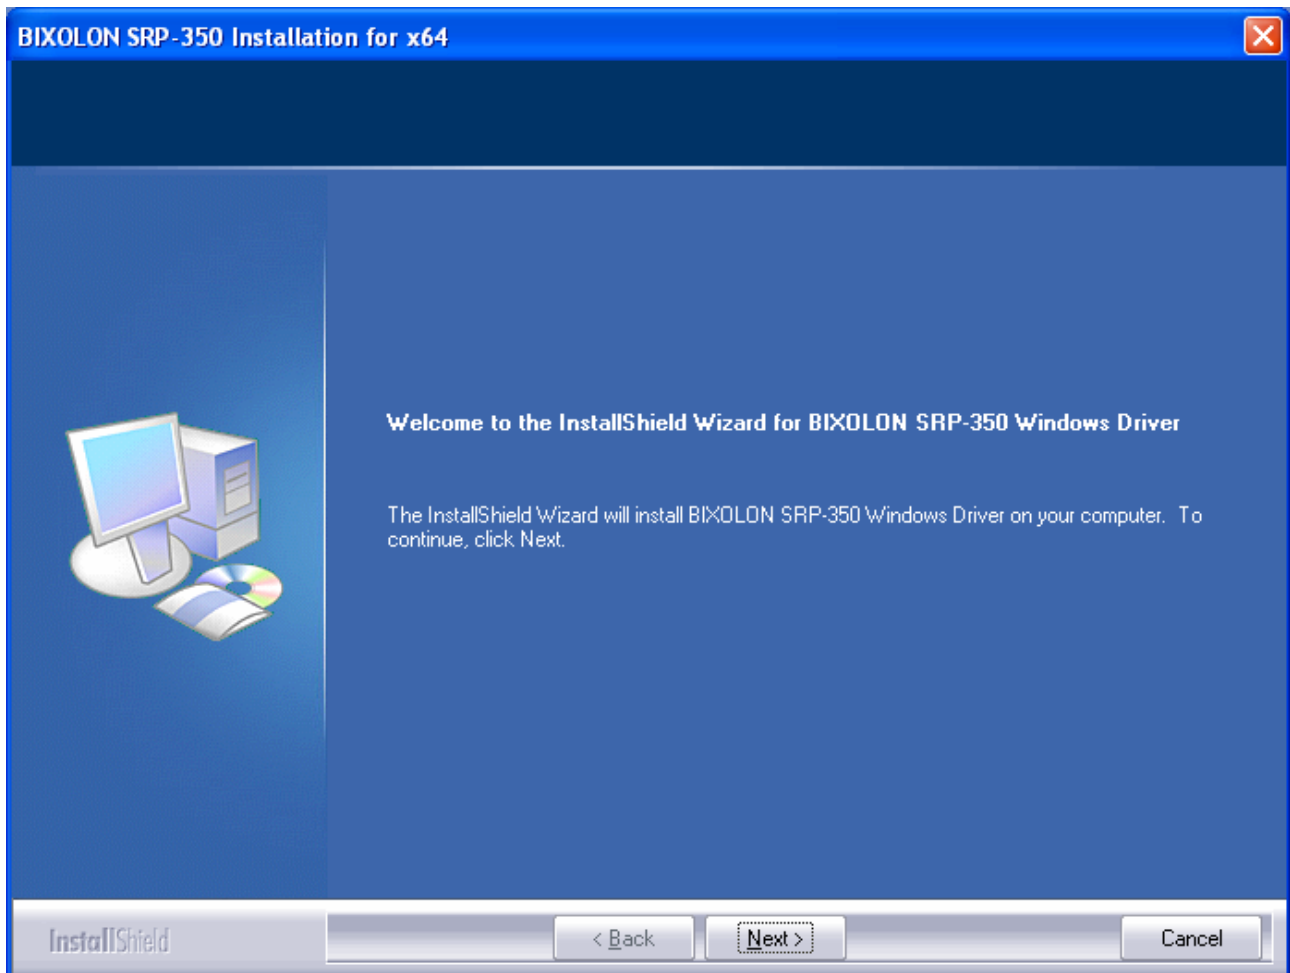 BIXOLON SRP-350 Installation for x64
Welcome to the InstallShield Wizard for BIXOLON SRP-350 Windows Driver
The InstallShield Wizard will install BIXOLON SRP-350 Windows Driver on your computer. To
continue, click Next.
InstallShield
< Back
Next >
Cancel